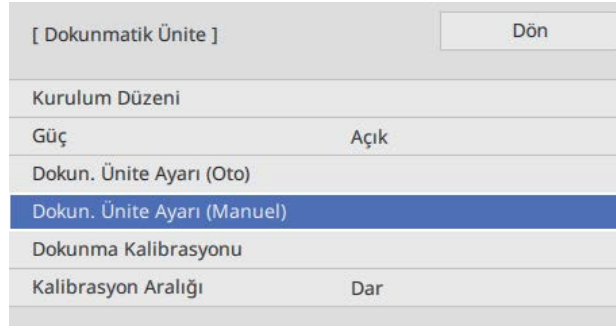 [ Dokunmatik Ünite ]
Dön
Kurulum Düzeni
Güç Açık
Dokun. Ünite Ayarı (Oto)
Dokun. Ünite Ayarı (Manuel)
Dokunma Kalibrasyonu
Kalibrasyon Aralığı Dar